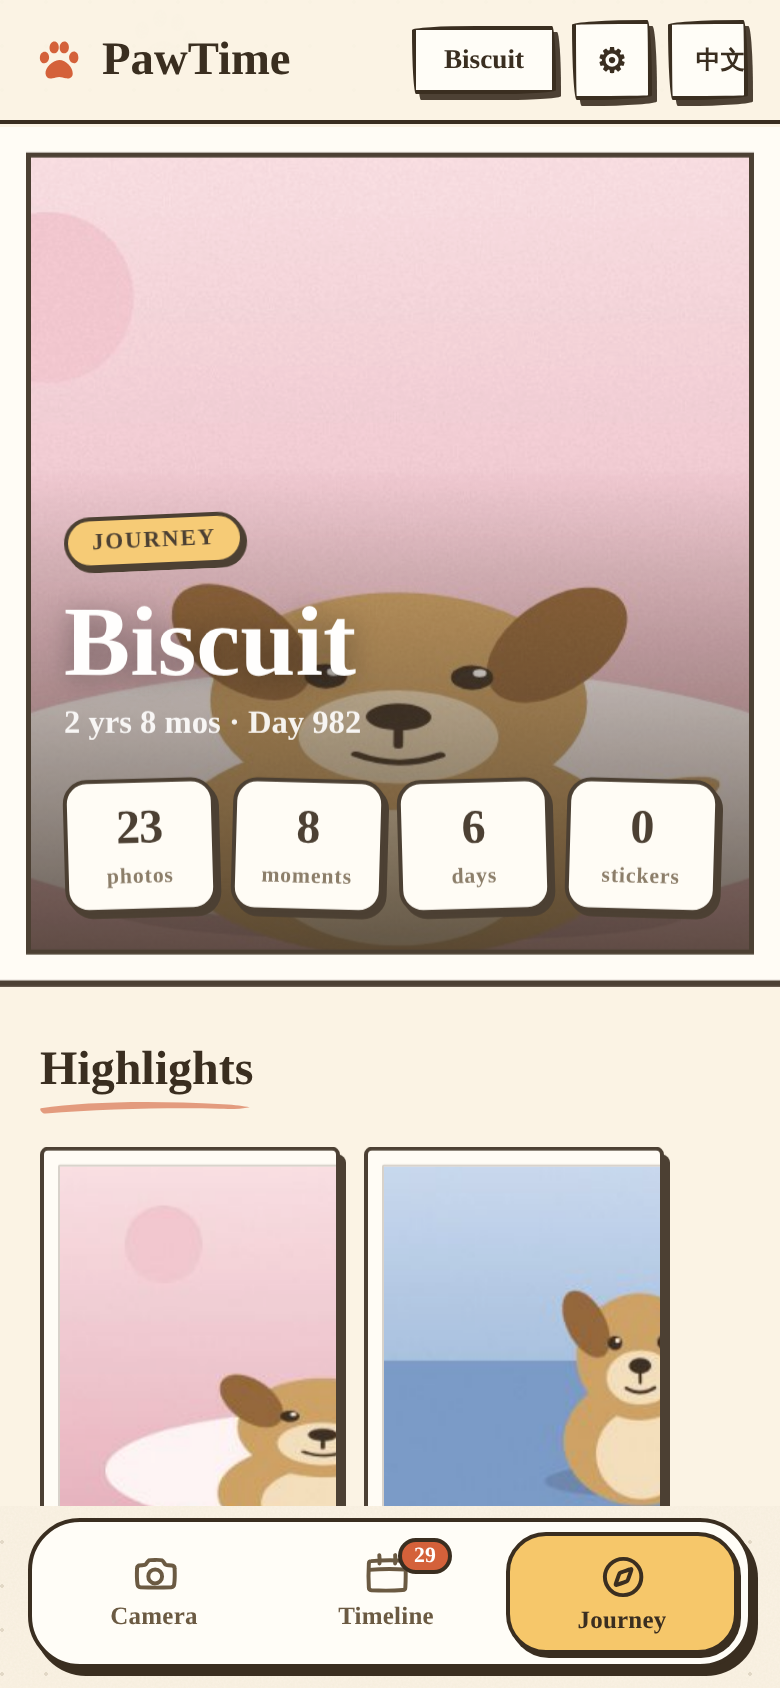 PawTime
Biscuit
⚙
中文
JOURNEY
Biscuit
2 yrs 8 mos · Day 982
23
photos
8
moments
6
days
0
stickers
Highlights
29
Camera
Timeline
Journey